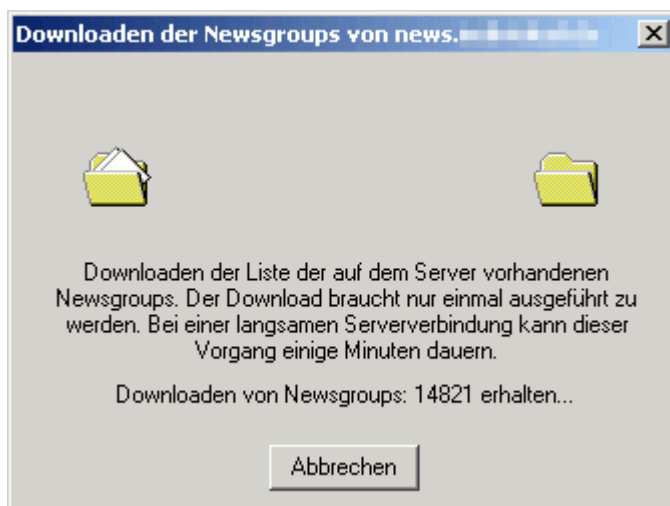 Downloaden der Newsgroups von news.
Downloaden der Liste der auf dem Server vorhandenen
Newsgroups. Der Download braucht nur einmal ausgeführt zu
werden. Bei einer langsamen Serververbindung kann dieser
Vorgang einige Minuten dauern.
Downloaden von Newsgroups: 14821 erhalten...
Abbrechen